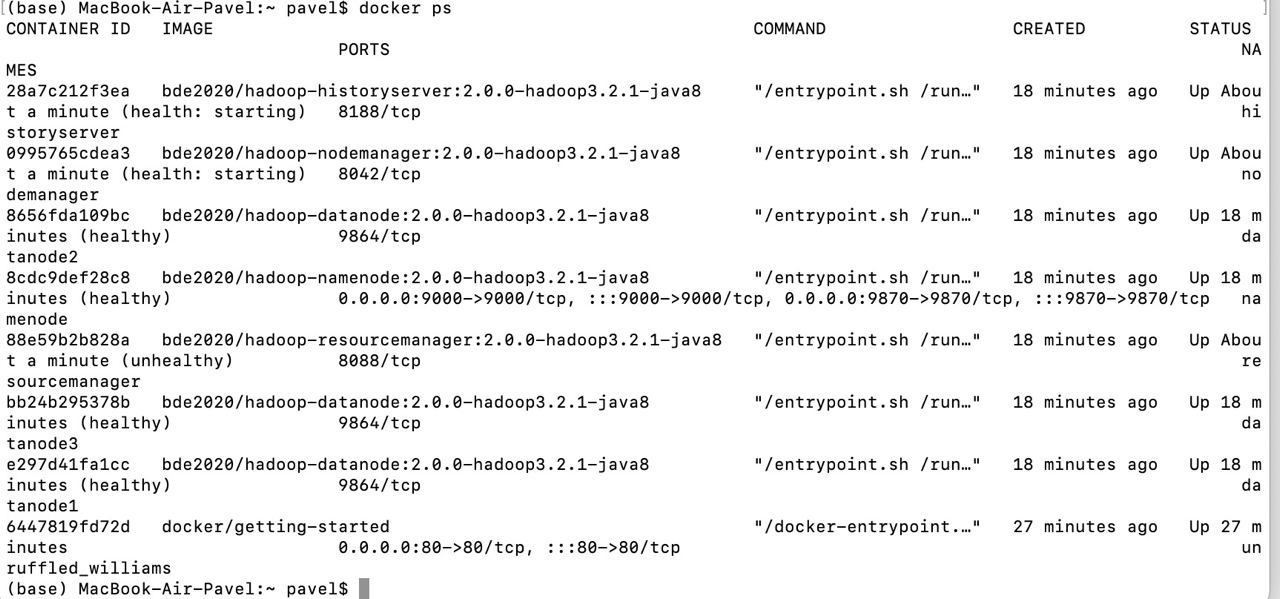 (base) MacBook-Air-Pavel:~ pavel$ docker ps
CONTAINER ID   IMAGE                                                    COMMAND                  CREATED          STATUS
                                PORTS                                                                                  NA
MES
28a7c212f3ea   bde2020/hadoop-historyserver:2.0.0-hadoop3.2.1-java8     "/entrypoint.sh /run…"   18 minutes ago   Up Abou
t a minute (health: starting)   8188/tcp                                                                               hi
storyserver
0995765cdea3   bde2020/hadoop-nodemanager:2.0.0-hadoop3.2.1-java8       "/entrypoint.sh /run…"   18 minutes ago   Up Abou
t a minute (health: starting)   8042/tcp                                                                               no
demanager
8656fda109bc   bde2020/hadoop-datanode:2.0.0-hadoop3.2.1-java8          "/entrypoint.sh /run…"   18 minutes ago   Up 18 m
inutes (healthy)                9864/tcp                                                                               da
tanode2
8cdc9def28c8   bde2020/hadoop-namenode:2.0.0-hadoop3.2.1-java8          "/entrypoint.sh /run…"   18 minutes ago   Up 18 m
inutes (healthy)                0.0.0.0:9000->9000/tcp, :::9000->9000/tcp, 0.0.0.0:9870->9870/tcp, :::9870->9870/tcp   na
menode
88e59b2b828a   bde2020/hadoop-resourcemanager:2.0.0-hadoop3.2.1-java8   "/entrypoint.sh /run…"   18 minutes ago   Up Abou
t a minute (unhealthy)          8088/tcp                                                                               re
sourcemanager
bb24b295378b   bde2020/hadoop-datanode:2.0.0-hadoop3.2.1-java8          "/entrypoint.sh /run…"   18 minutes ago   Up 18 m
inutes (healthy)                9864/tcp                                                                               da
tanode3
e297d41fa1cc   bde2020/hadoop-datanode:2.0.0-hadoop3.2.1-java8          "/entrypoint.sh /run…"   18 minutes ago   Up 18 m
inutes (healthy)                9864/tcp                                                                               da
tanode1
6447819fd72d   docker/getting-started                                   "/docker-entrypoint.…"   27 minutes ago   Up 27 m
inutes                          0.0.0.0:80->80/tcp, :::80->80/tcp                                                      un
ruffled_williams
(base) MacBook-Air-Pavel:~ pavel$